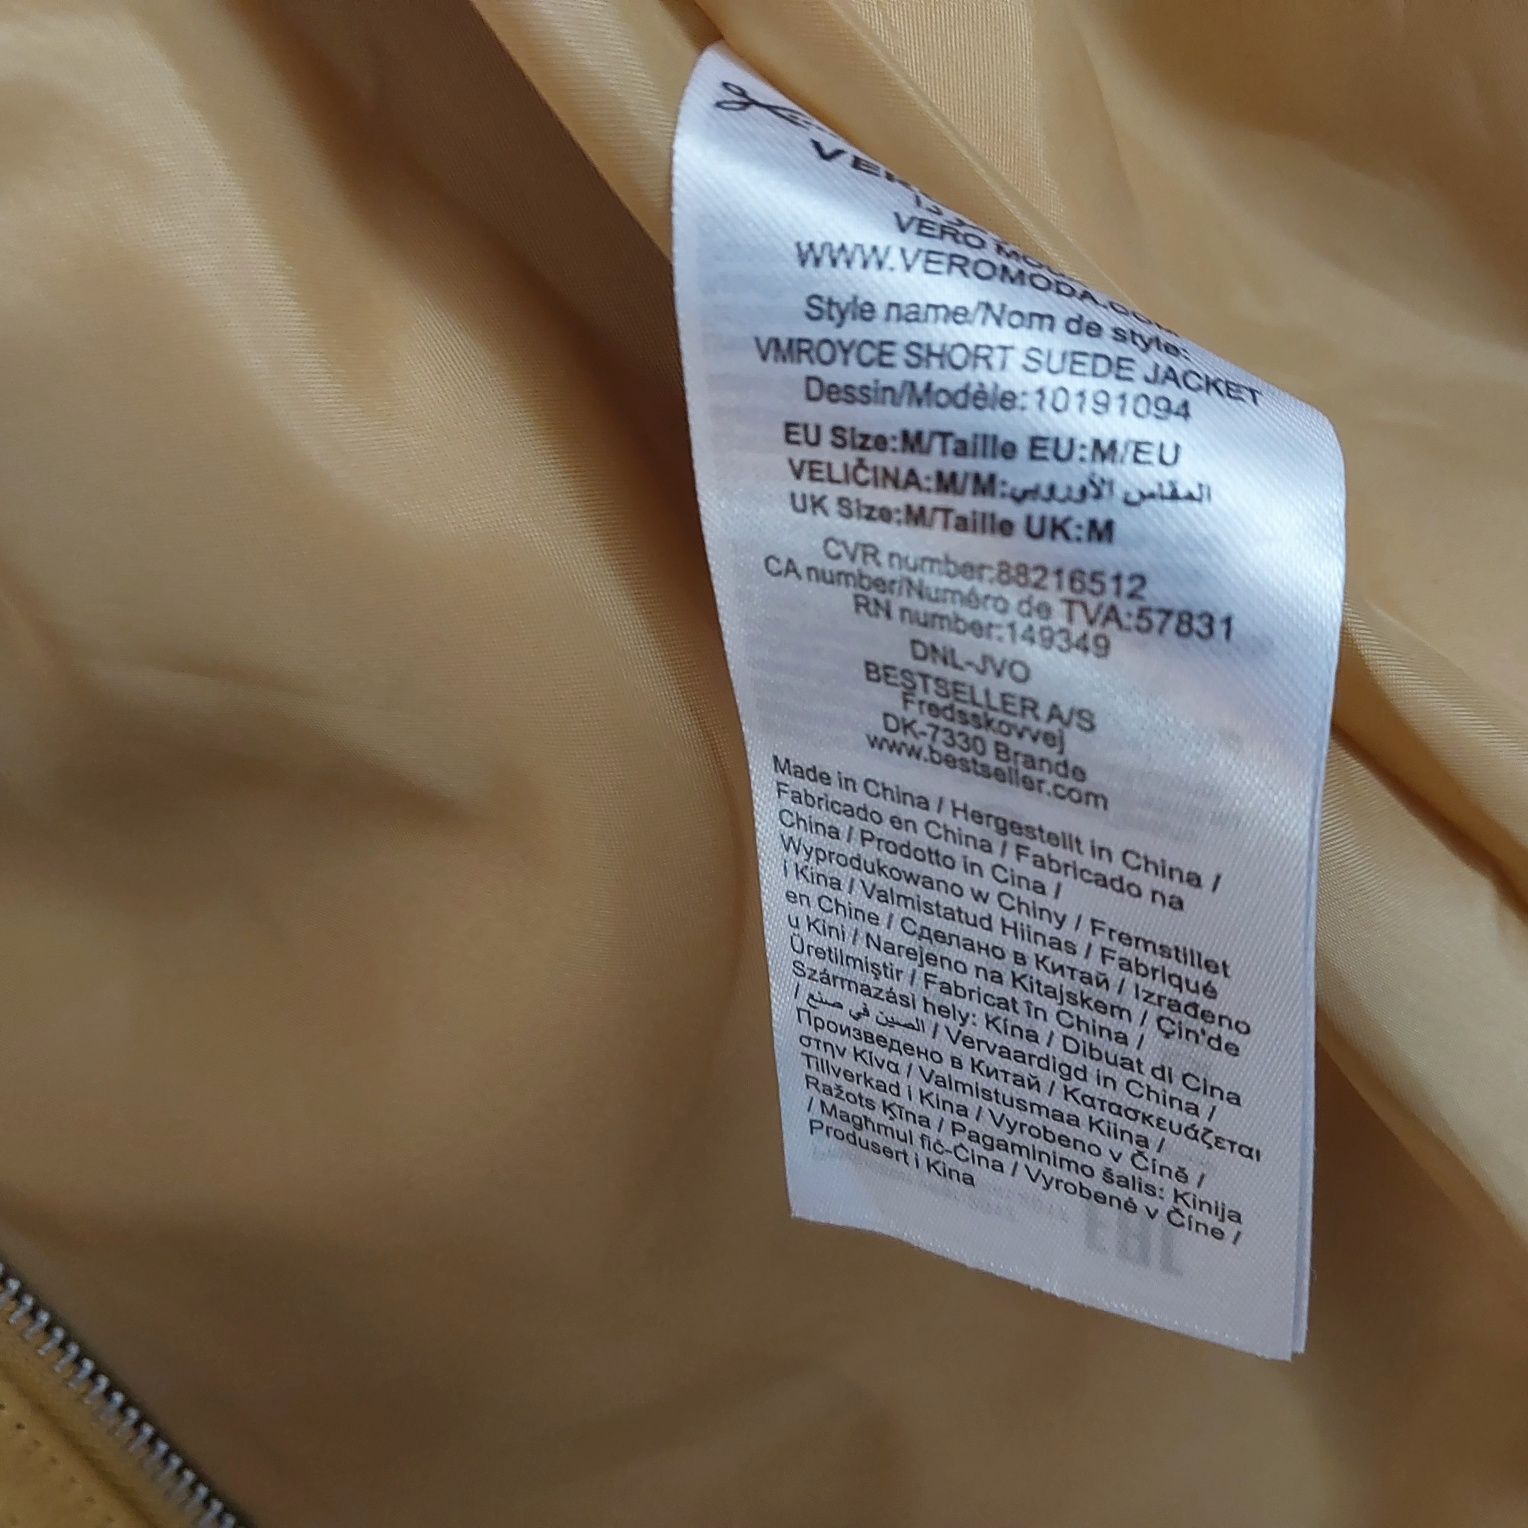 VERO MODA
WWW.VEROMODA.COM
Style name/Nom de style:
VMROYCE SHORT SUEDE JACKET
Dessin/Modèle:10191094
EU Size:M/Taille EU:M/EU
VELIČINA:M/M:المقاس الأوروبي
UK Size:M/Taille UK:M
CVR number:88216512
CA number/Numéro de TVA:57831
RN number:149349
DNL-JVO
BESTSELLER A/S
Fredsskovvej
DK-7330 Brande
www.bestseller.com
Made in China / Hergestellt in China /
Fabricado en China / Fabricado na
China / Prodotto in Cina /
Wyprodukowano w Chiny / Fremstillet
i Kina / Valmistatud Hiinas / Fabriqué
en Chine / Сделано в Китай / Izrađeno
u Kini / Narejeno na Kitajskem / Çin'de
Üretilmiştir / Fabricat în China /
Származási hely: Kína / Dibuat di Cina
/ الصين في صنع / Vervaardigd in China /
Произведено в Китай / Κατασκευάζεται
στην Κίνα / Valmistusmaa Kiina /
Tillverkad i Kina / Vyrobeno v Číně /
Ražots Ķīna / Pagaminimo šalis: Kinija
/ Magħmul fiċ-Ċina / Vyrobené v Číne /
Produsert i Kina